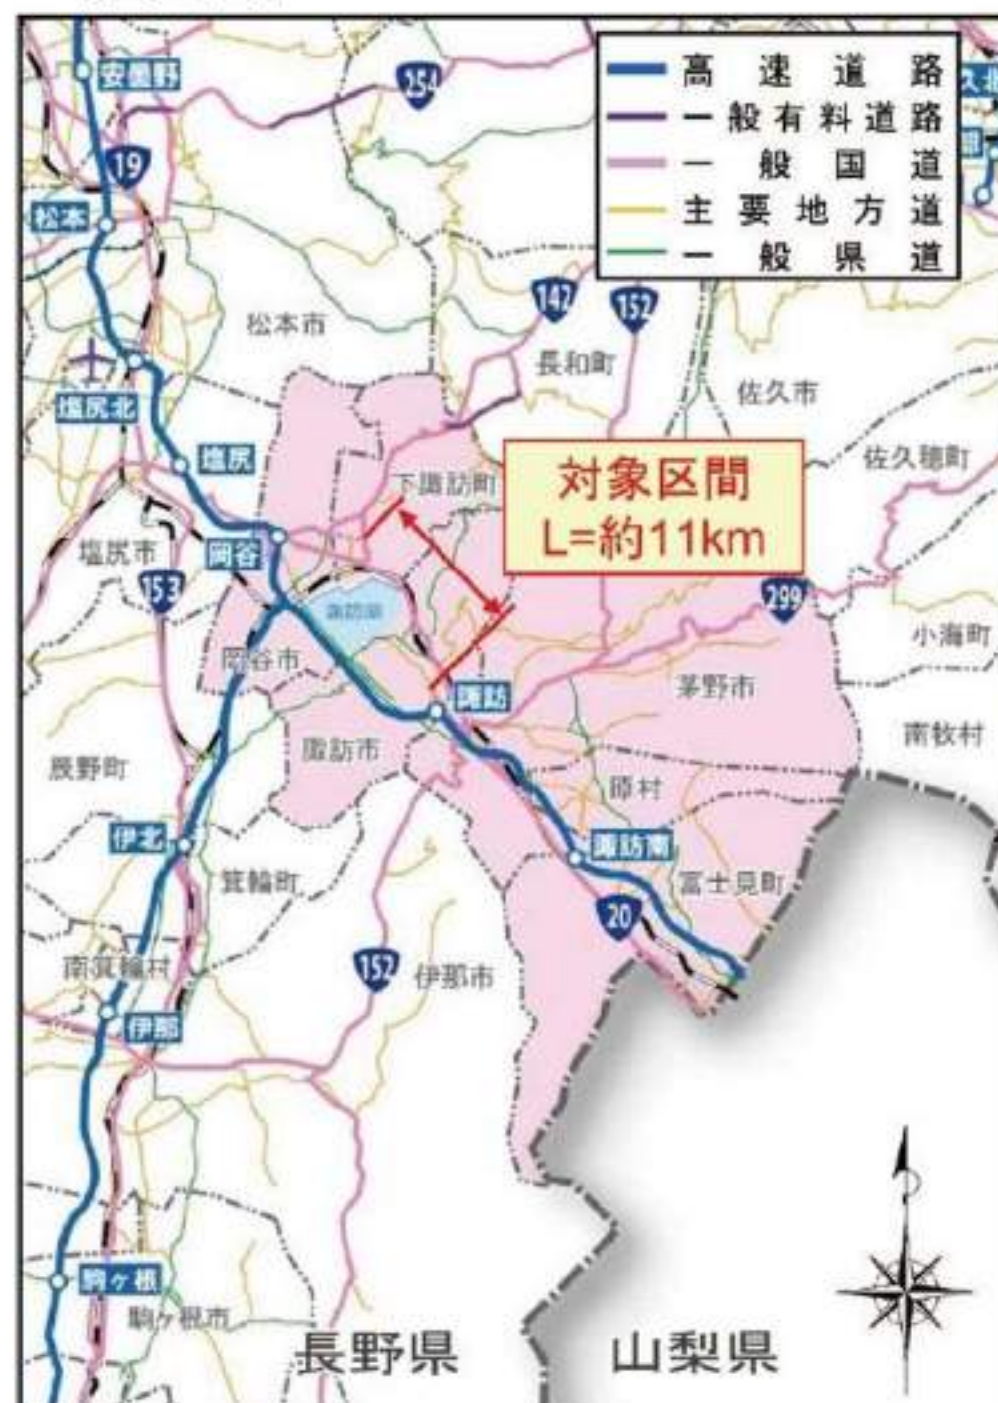 高速道路
一般有料道路
一般国道
主要地方道
一般県道
安曇野
254
19
松本
142
152
松本市
長和町
佐久市
塩尻北
塩尻
佐久穂町
対象区間
L=約11km
下諏訪町
塩尻市
岡谷
153
299
諏訪湖
小海町
岡谷市
茅野市
諏訪
南牧村
諏訪市
辰野町
原村
伊北
諏訪南
箕輪町
富士見町
20
南箕輪村
152
伊那市
伊那
駒ヶ根
駒ヶ根市
長野県
山梨県